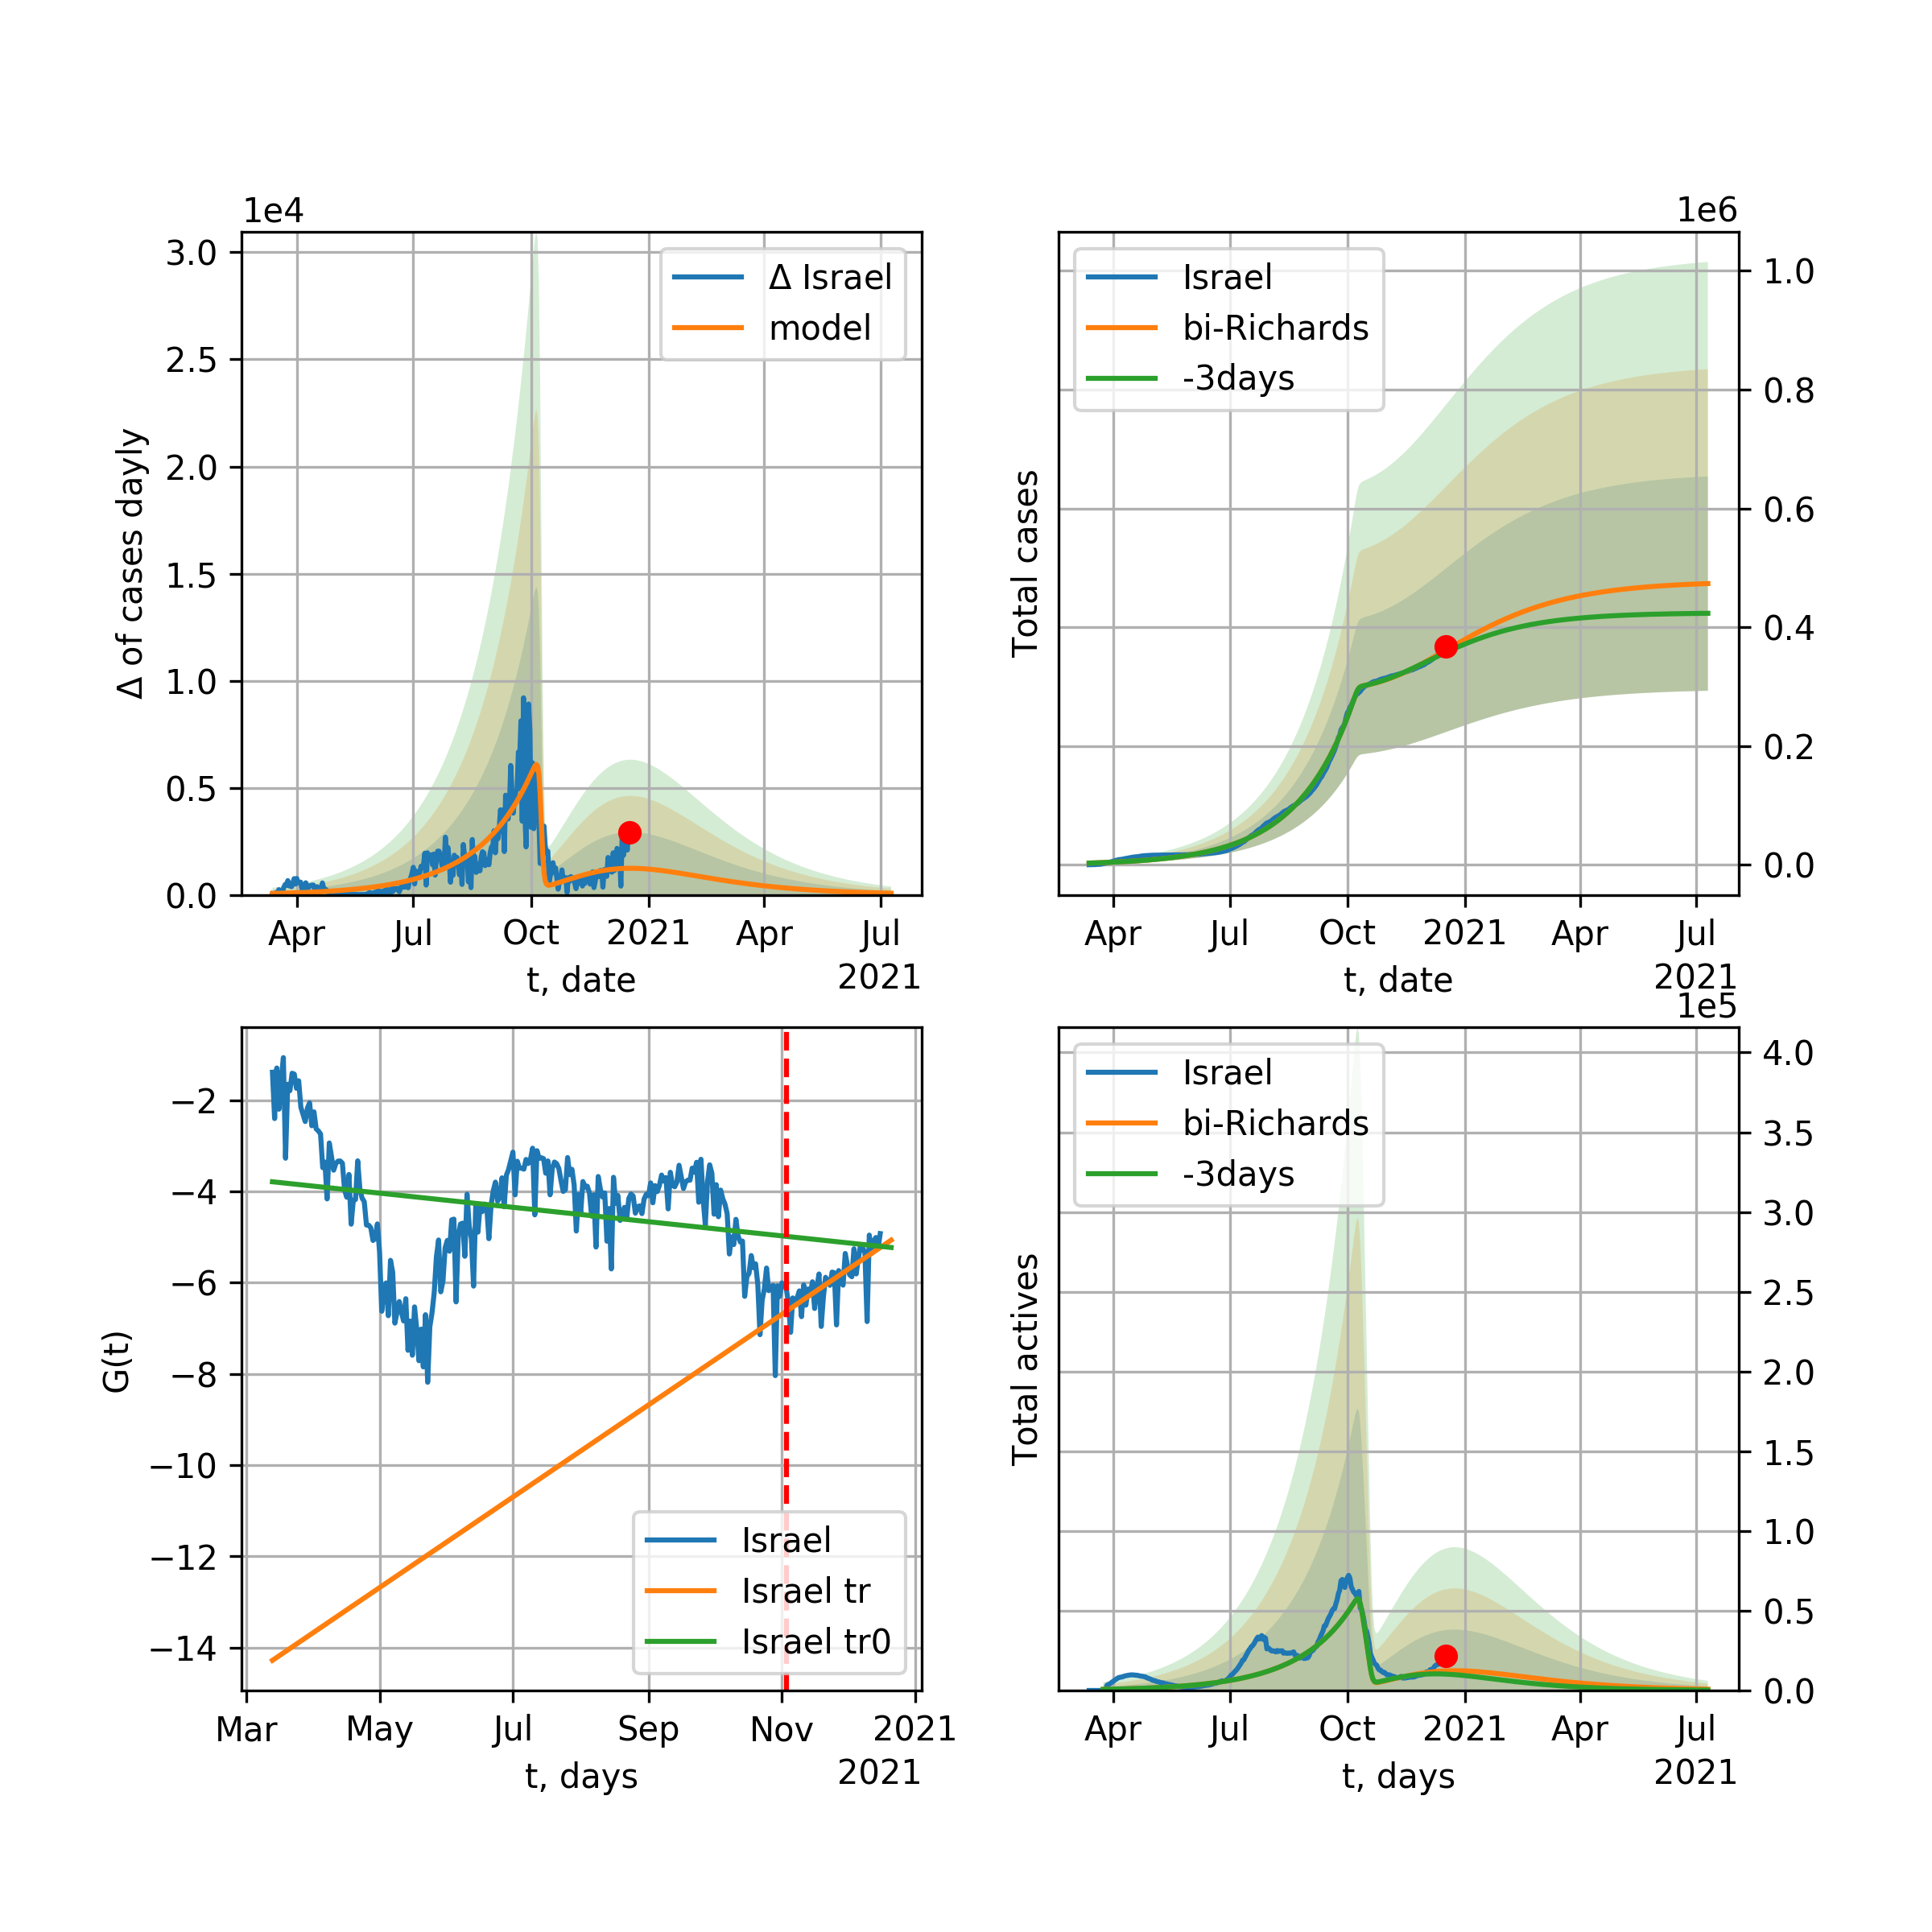 1e4
3.0
2.5
2.0
1.5
1.0
0.5
0.0
Δ of cases dayly
Δ Israel
model
Apr Jul Oct 2021 Apr Jul
t, date
2021
1e6
Total cases
Israel
bi-Richards
-3days
1.0
0.8
0.6
0.4
0.2
0.0
Apr Jul Oct 2021 Apr Jul
t, date
2021
G(t)
−2
−4
−6
−8
−10
−12
−14
Israel
Israel tr
Israel tr0
Mar May Jul Sep Nov 2021
t, days
2021
1e5
Total actives
Israel
bi-Richards
-3days
4.0
3.5
3.0
2.5
2.0
1.5
1.0
0.5
0.0
Apr Jul Oct 2021 Apr Jul
t, days
2021